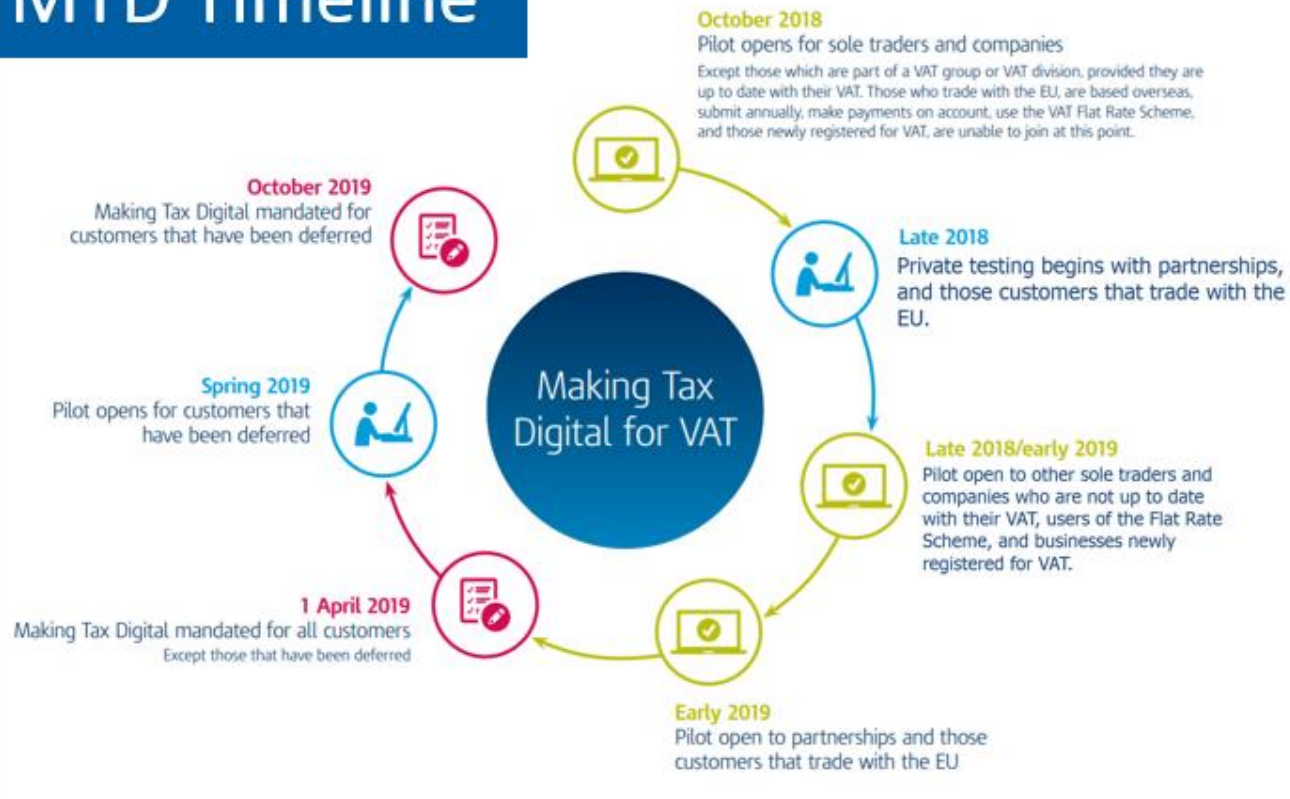 MTD Timeline
October 2018
Pilot opens for sole traders and companies
Except those which are part of a VAT group or VAT division, provided they are
up to date with their VAT. Those who trade with the EU, are based overseas,
submit annually, make payments on account, use the VAT Flat Rate Scheme,
and those newly registered for VAT, are unable to join at this point.
Late 2018
Private testing begins with partnerships,
and those customers that trade with the
EU.
Late 2018/early 2019
Pilot open to other sole traders and
companies who are not up to date
with their VAT, users of the Flat Rate
Scheme, and businesses newly
registered for VAT.
Early 2019
Pilot open to partnerships and those
customers that trade with the EU
1 April 2019
Making Tax Digital mandated for all customers
Except those that have been deferred
Spring 2019
Pilot opens for customers that
have been deferred
October 2019
Making Tax Digital mandated for
customers that have been deferred
Making Tax
Digital for VAT